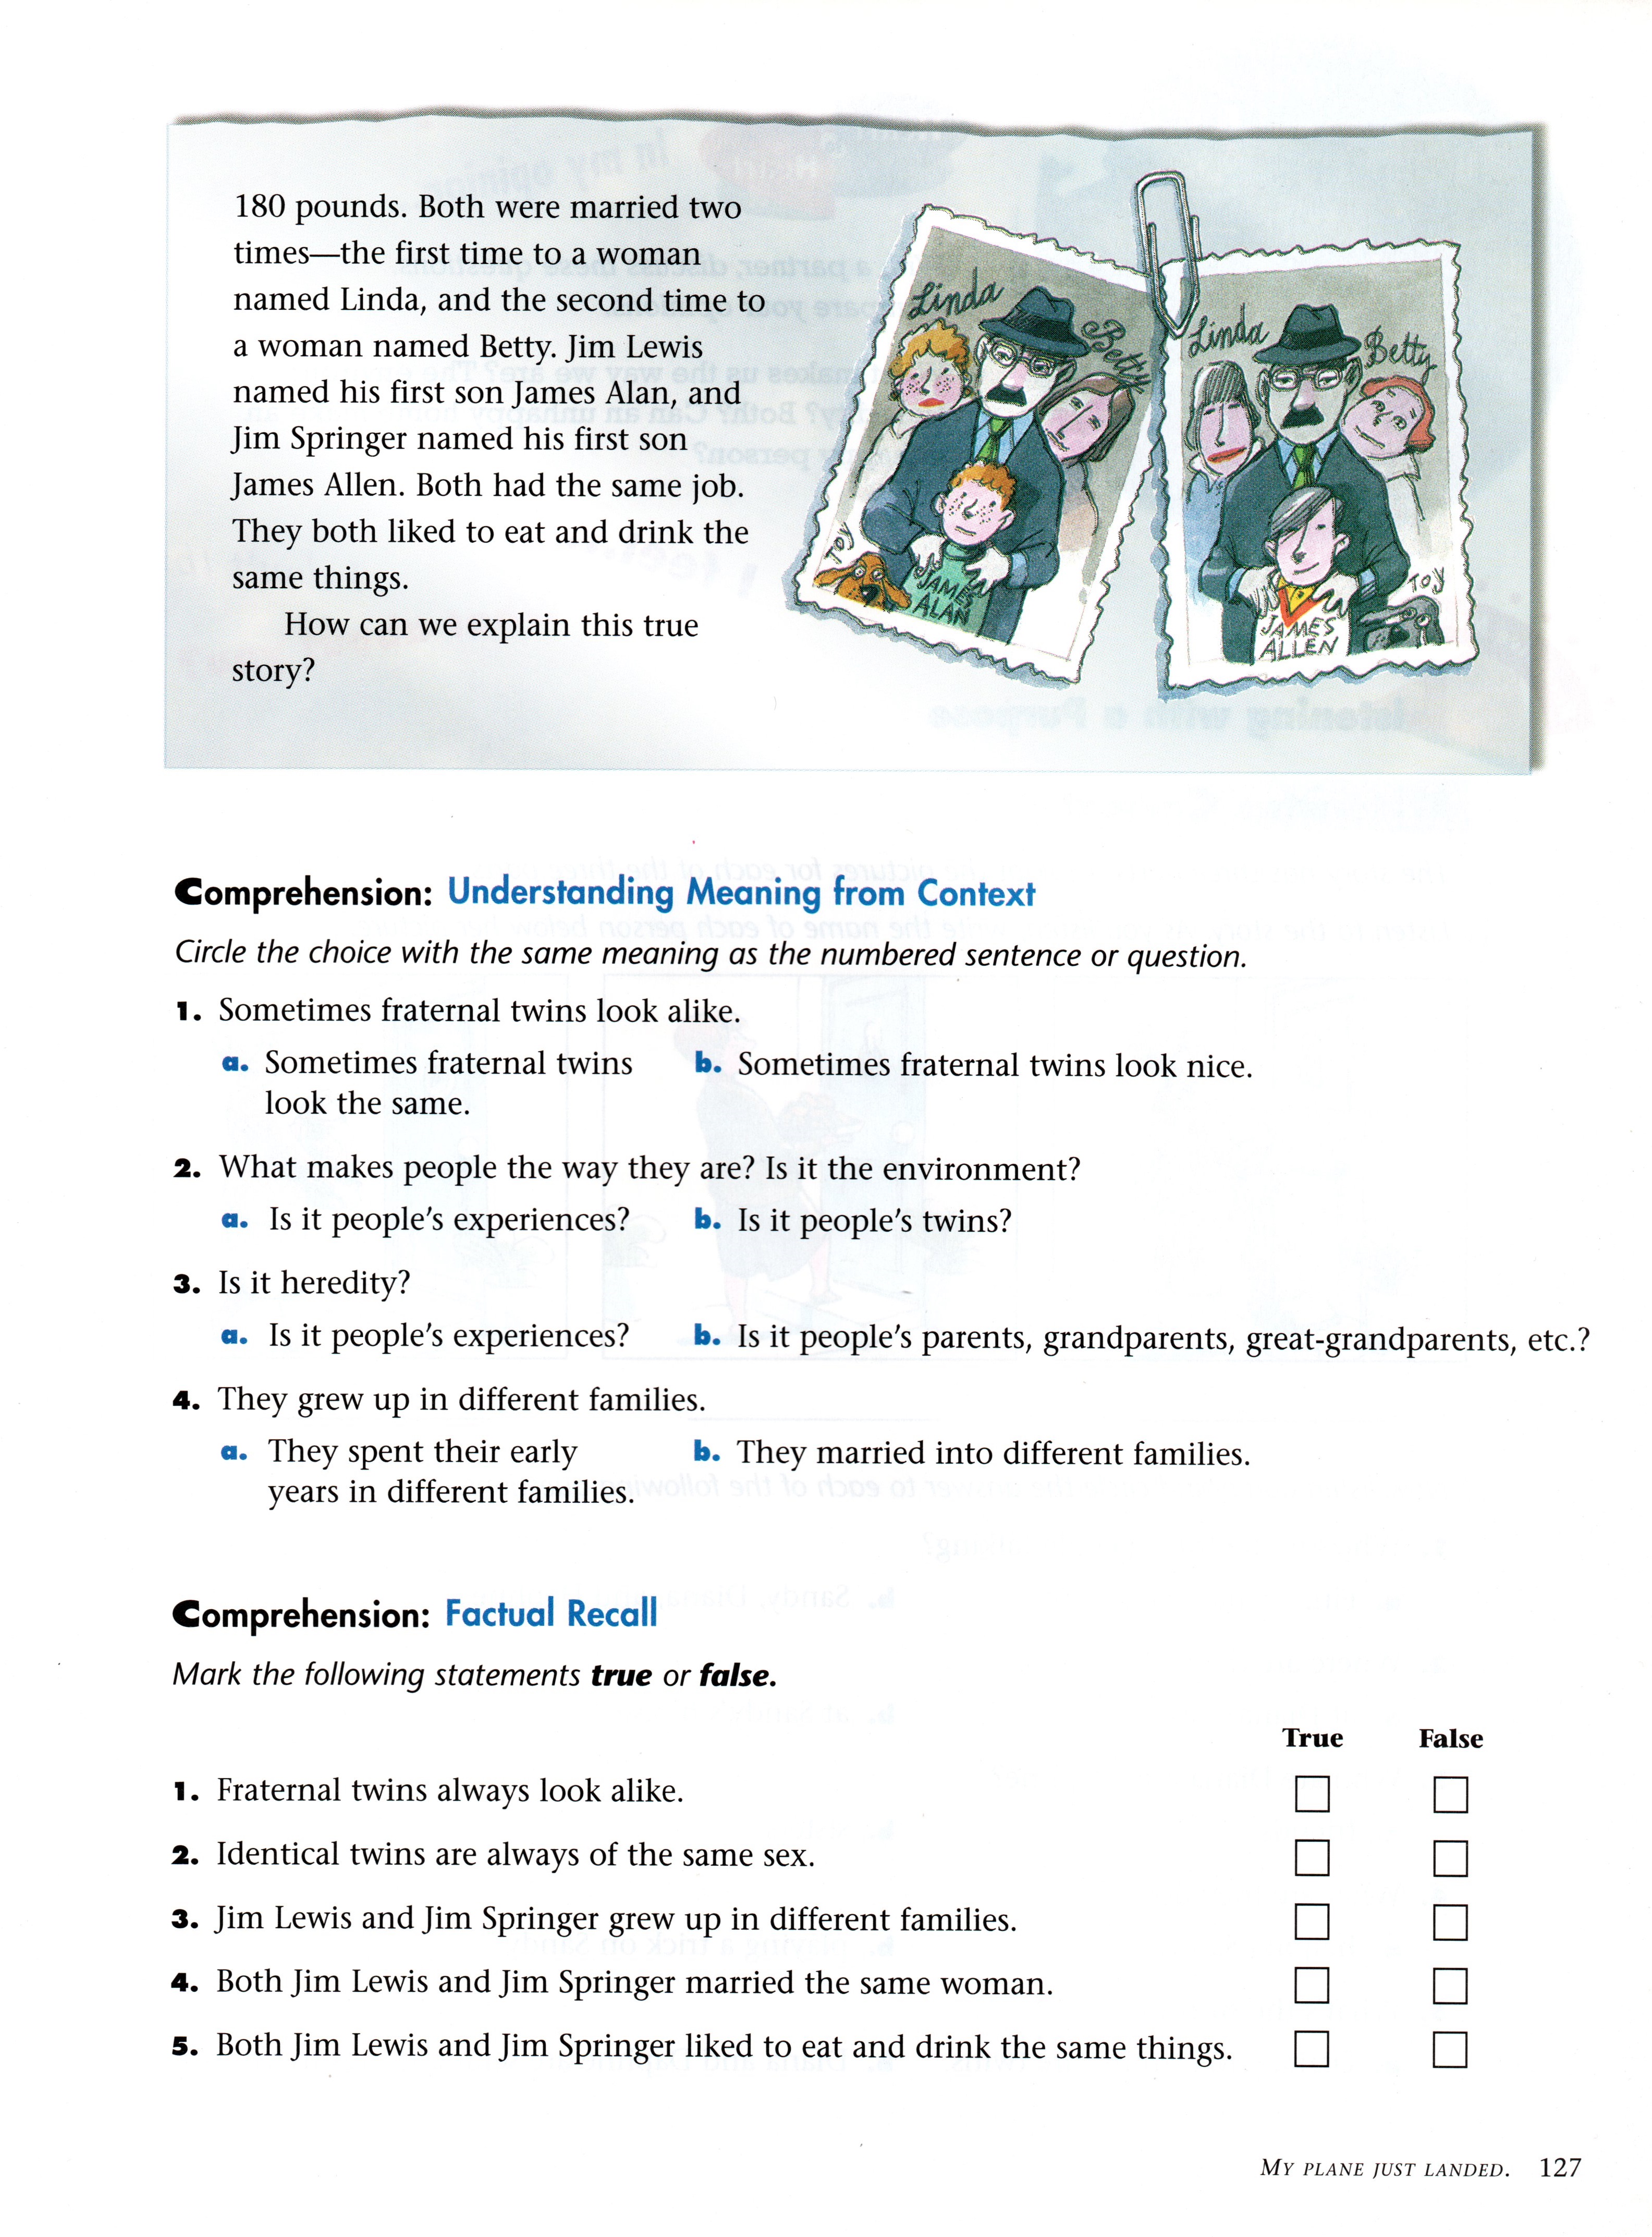 180 pounds. Both were married two
times—the first time to a woman
named Linda, and the second time to
a woman named Betty. Jim Lewis
named his first son James Alan, and
Jim Springer named his first son
James Allen. Both had the same job.
They both liked to eat and drink the
same things.
How can we explain this true
story?
Linda
Betty
TOY
JAMES
ALAN
Linda
Betty
TOY
JAMES
ALLEN
Comprehension: Understanding Meaning from Context
Circle the choice with the same meaning as the numbered sentence or question.
1. Sometimes fraternal twins look alike.
a. Sometimes fraternal twins b. Sometimes fraternal twins look nice.
look the same.
2. What makes people the way they are? Is it the environment?
a. Is it people's experiences? b. Is it people's twins?
3. Is it heredity?
a. Is it people's experiences? b. Is it people's parents, grandparents, great-grandparents, etc.?
4. They grew up in different families.
a. They spent their early b. They married into different families.
years in different families.
Comprehension: Factual Recall
Mark the following statements true or false.
True False
1. Fraternal twins always look alike.
2. Identical twins are always of the same sex.
3. Jim Lewis and Jim Springer grew up in different families.
4. Both Jim Lewis and Jim Springer married the same woman.
5. Both Jim Lewis and Jim Springer liked to eat and drink the same things.
MY PLANE JUST LANDED. 127